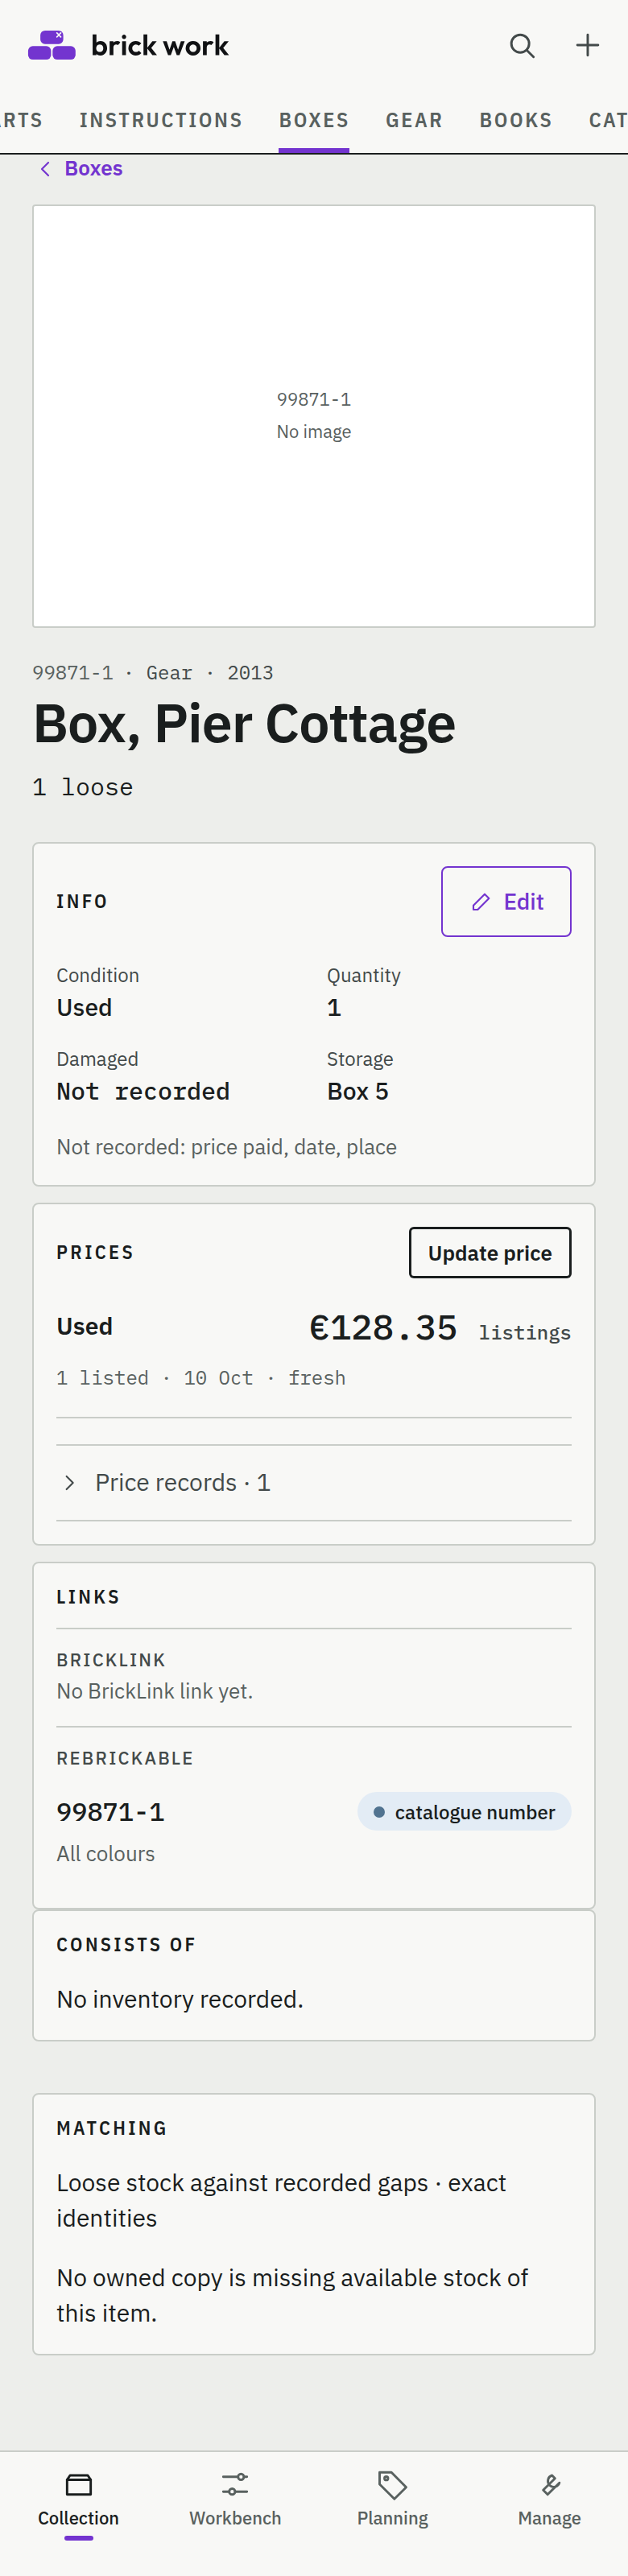 brick work
RTS INSTRUCTIONS BOXES GEAR BOOKS CAT
Boxes
99871-1
No image
99871-1 · Gear · 2013
Box, Pier Cottage
1 loose
INFO
Edit
Condition
Quantity
Used
1
Damaged
Storage
Not recorded
Box 5
Not recorded: price paid, date, place
PRICES
Update price
Used
€128.35 listings
1 listed · 10 Oct · fresh
Price records · 1
LINKS
BRICKLINK
No BrickLink link yet.
REBRICKABLE
99871-1
catalogue number
All colours
CONSISTS OF
No inventory recorded.
MATCHING
Loose stock against recorded gaps · exact
identities
No owned copy is missing available stock of
this item.
Collection
Workbench
Planning
Manage